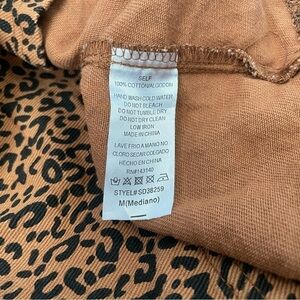 SELF
100% COTTON/ALGODON
HAND WASH COLD WATER
DO NOT BLEACH
DO NOT TUMBLE DRY
DO NOT DRY CLEAN
LOW IRON
MADE IN CHINA
LAVE FRIO A MANO NO
CLORO SECAR COLGADO
HECHO EN CHINA
RN#143140
STYEL#SD38259
M(Mediano)